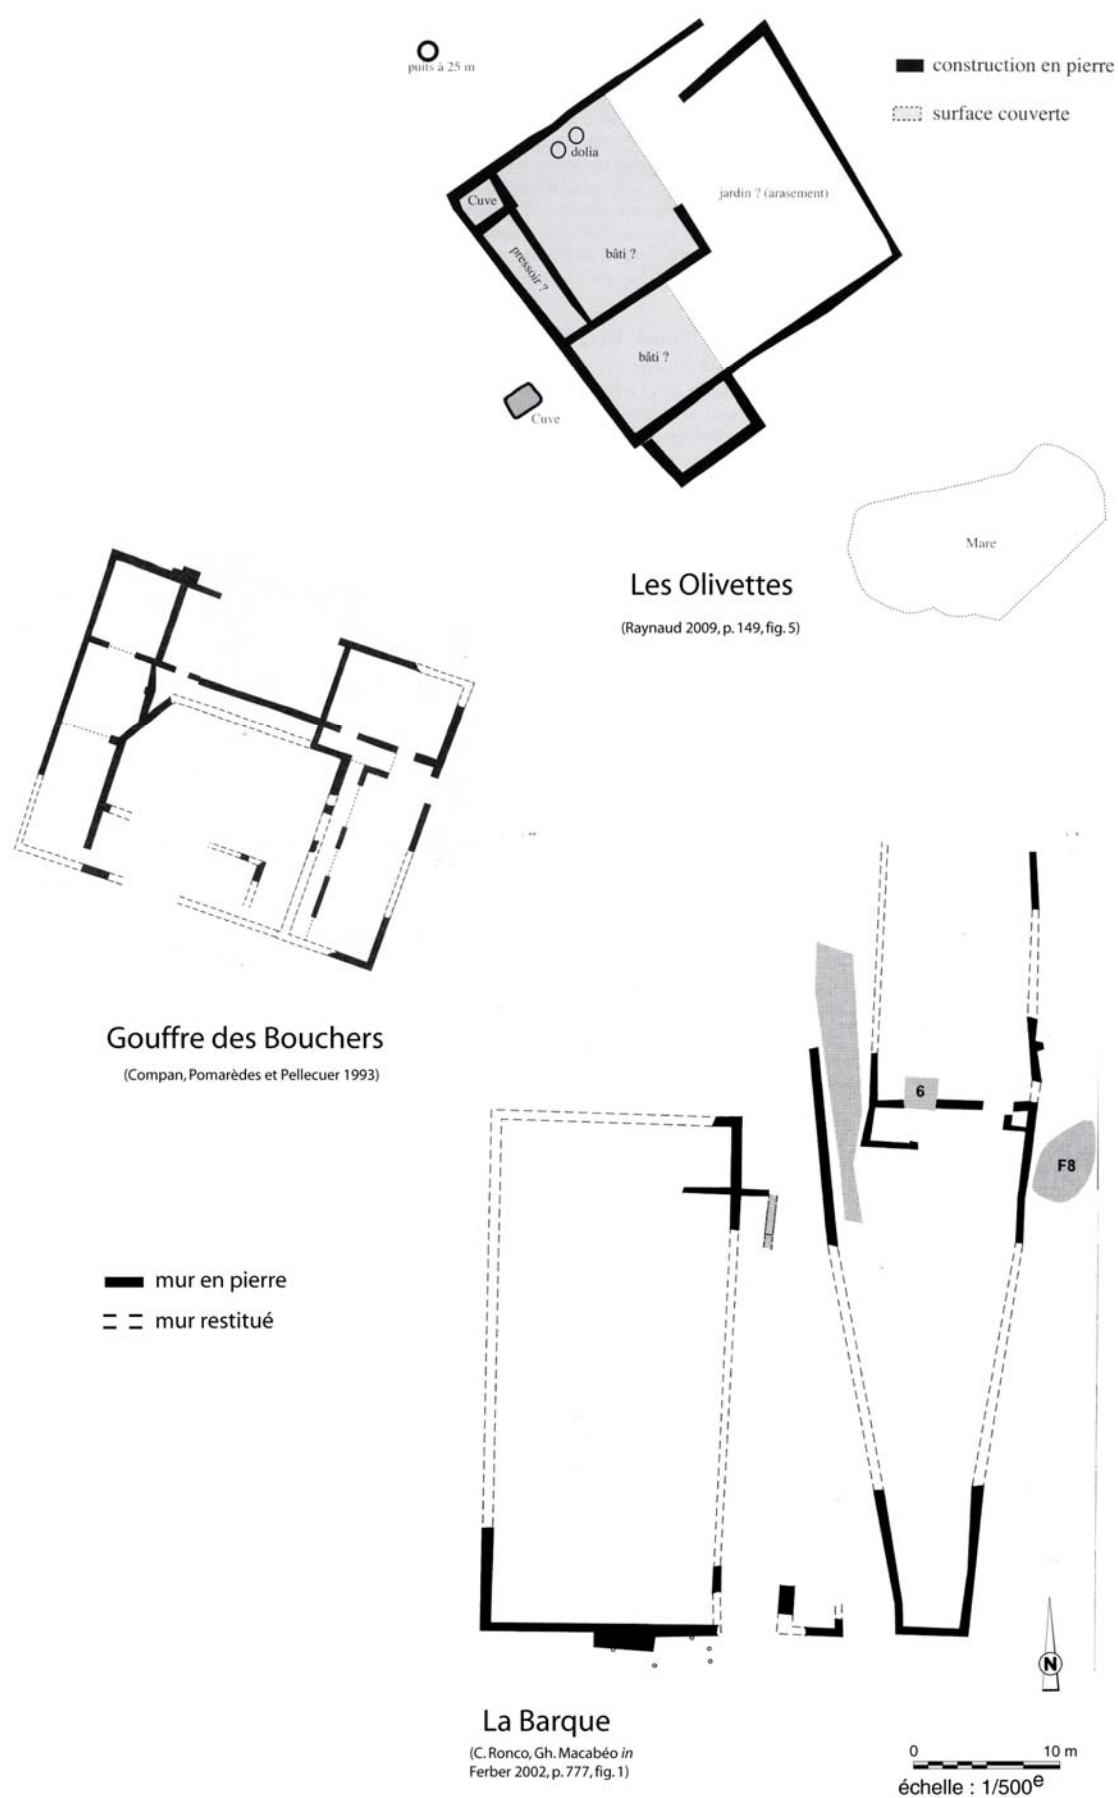 puits à 25 m
construction en pierre
surface couverte
dolia
Cuve
jardin ? (arasement)
pressoir ?
bâti ?
bâti ?
Cuve
Mare
Les Olivettes
(Raynaud 2009, p. 149, fig. 5)
Gouffre des Bouchers
(Compan, Pomarèdes et Pellecuer 1993)
6
F8
mur en pierre
mur restitué
N
La Barque
(C. Ronco, Gh. Macabéo in
Ferber 2002, p. 777, fig. 1)
0 10 m
échelle : 1/500e